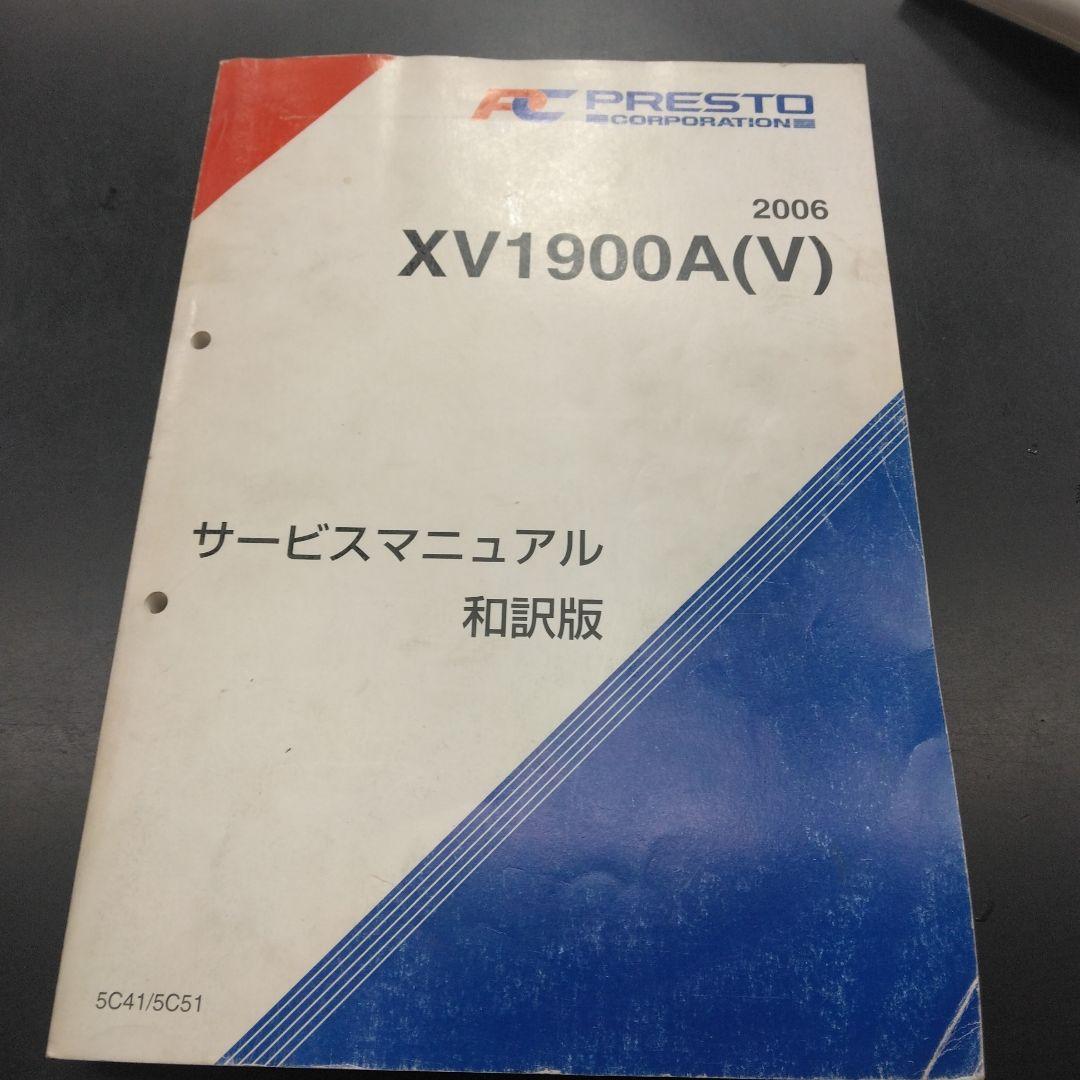 PC PRESTO
CORPORATION
2006
XV1900A(V)
サービスマニュアル
和訳版
5C41/5C51